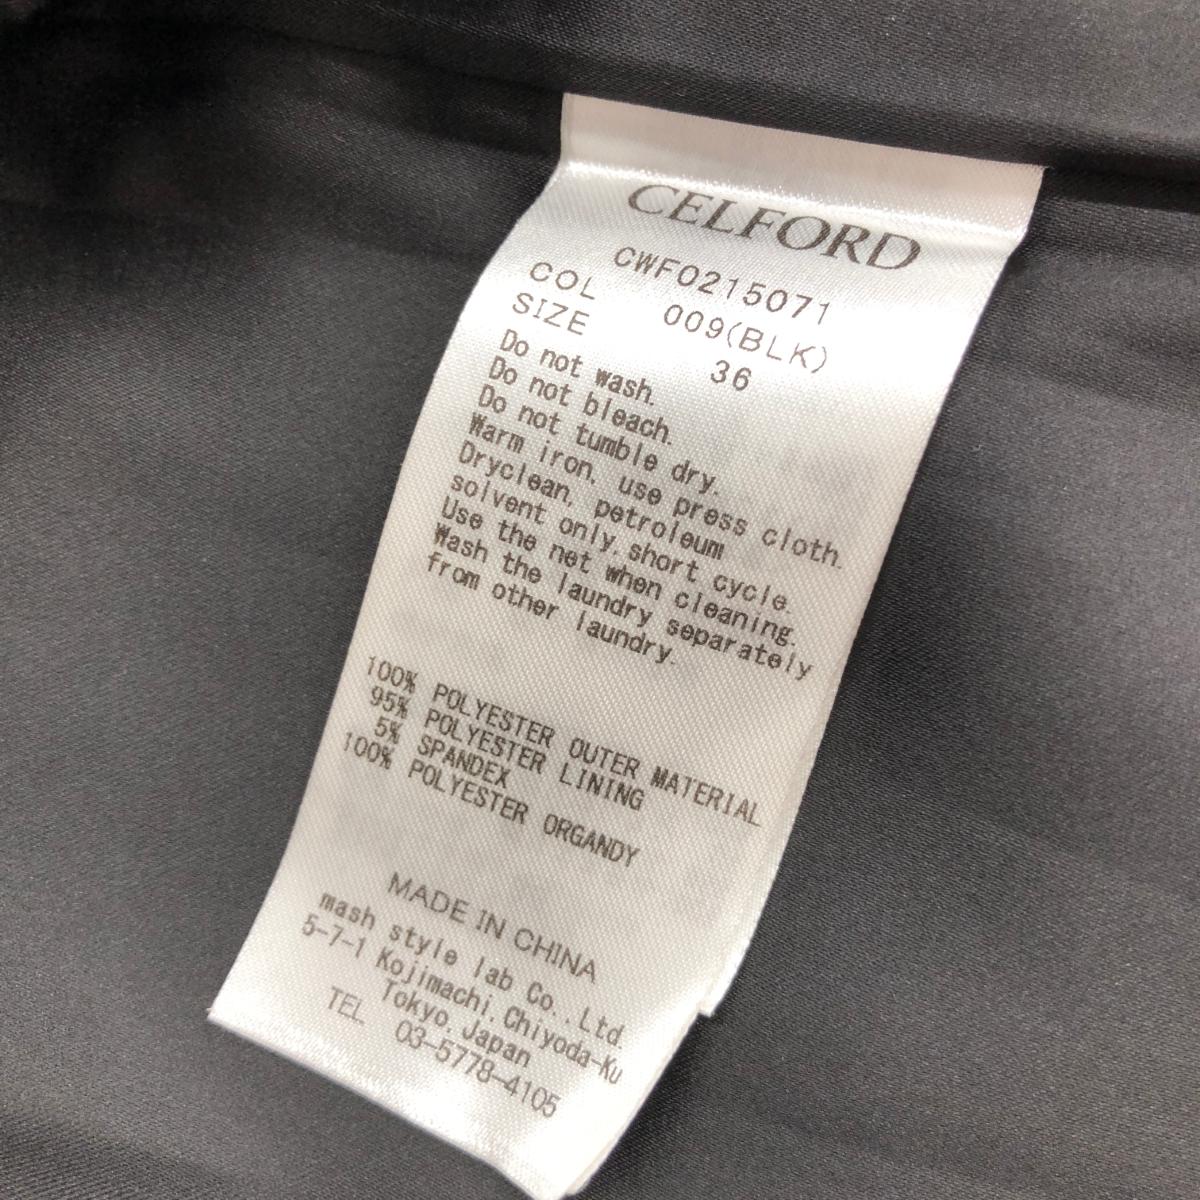 CELFORD
CWF0215071
COL 009(BLK)
SIZE 36
Do not wash.
Do not bleach.
Do not tumble dry.
Warm iron, use press cloth.
Dryclean, petroleum
solvent only.short cycle.
Use the net when cleaning.
Wash the laundry separately
from other laundry.
100% POLYESTER OUTER MATERIAL
95% POLYESTER LINING
5% SPANDEX
100% POLYESTER ORGANDY
MADE IN CHINA
mash style lab Co.,Ltd.
5-7-1 Kojimachi,Chiyoda-Ku
Tokyo,Japan
TEL 03-5778-4105